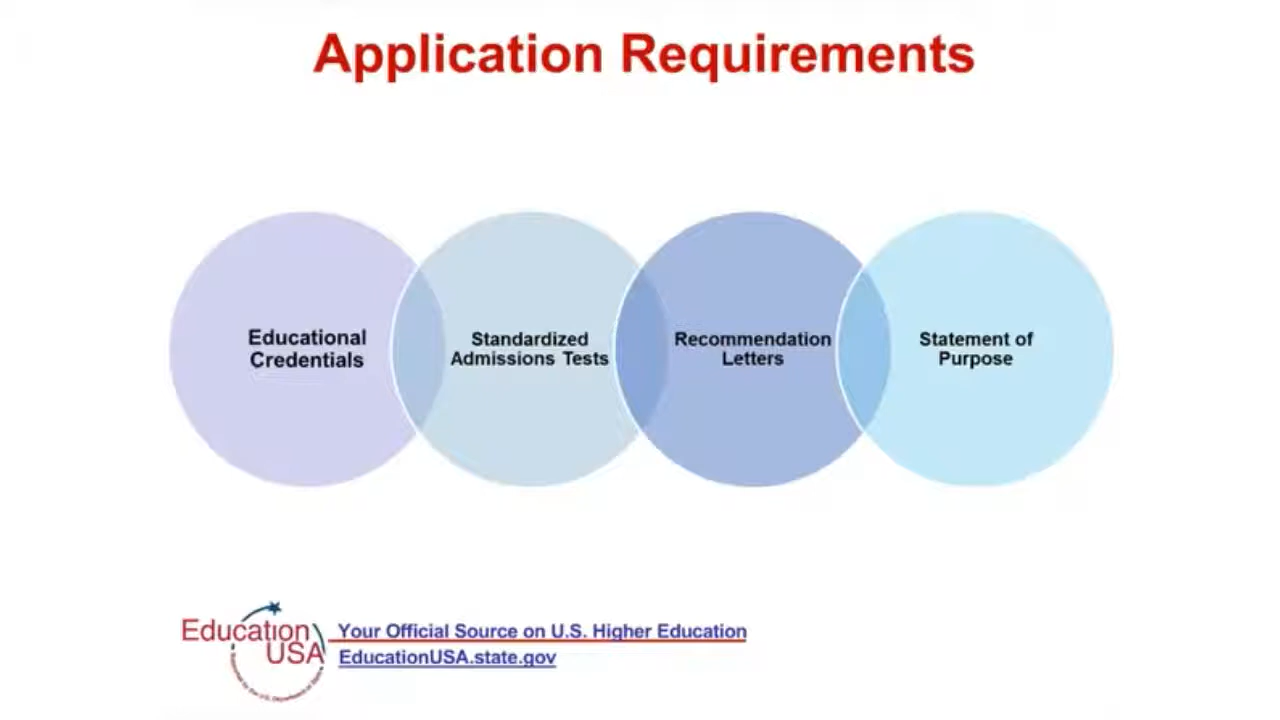 Application Requirements
Educational
Credentials
Standardized
Admissions Tests
Recommendation
Letters
Statement of
Purpose
Education
USA
Your Official Source on U.S. Higher Education
EducationUSA.state.gov